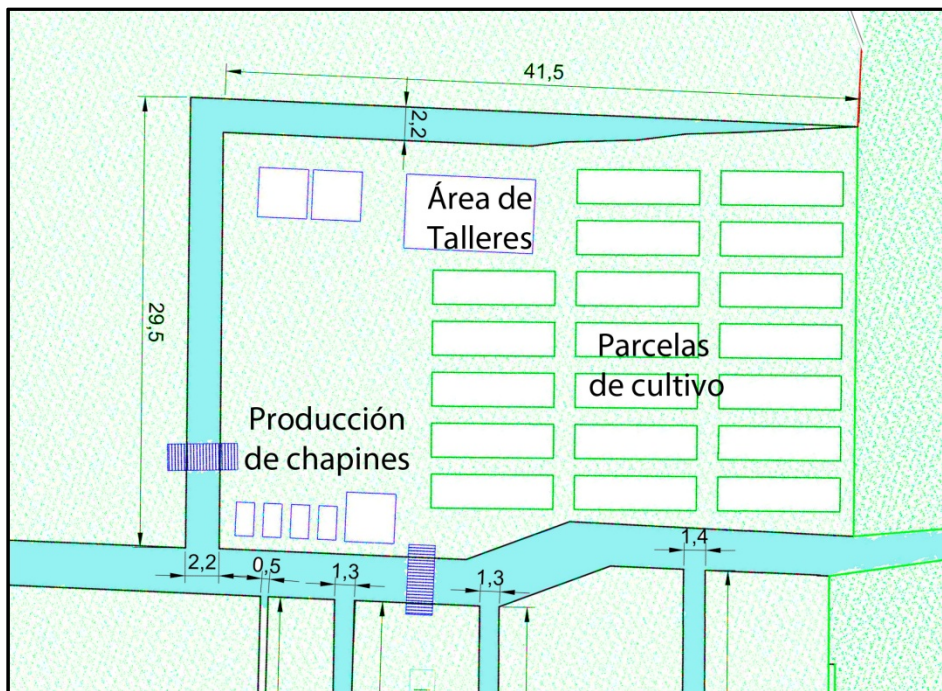 41,5
2,2
Área de
Talleres
29,5
Parcelas
de cultivo
Producción
de chapines
2,2
0,5
1,3
1,3
1,4